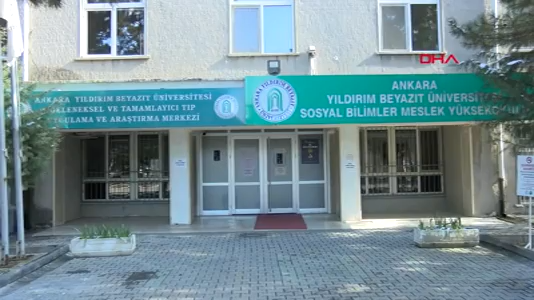 DHA
ANKARA YILDIRIM BEYAZIT ÜNİVERSİTESİ
GELENEKSEL VE TAMAMLAYICI TIP
UYGULAMA VE ARAŞTIRMA MERKEZİ
ANKARA
YILDIRIM BEYAZIT ÜNİVERSİTESİ
SOSYAL BİLİMLER MESLEK YÜKSEKOKULU